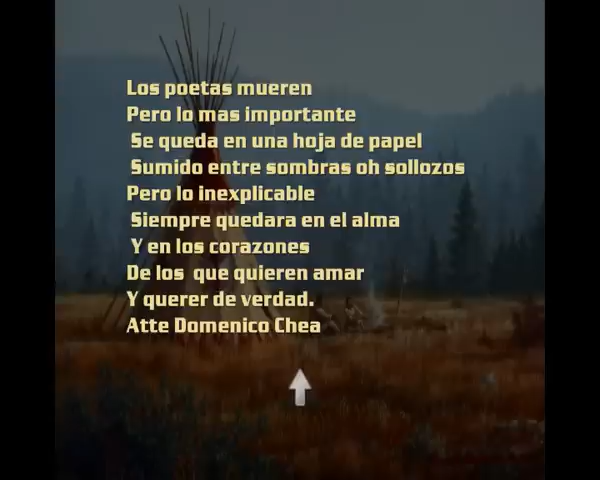 Los poetas mueren
Pero lo mas importante
Se queda en una hoja de papel
Sumido entre sombras oh sollozos
Pero lo inexplicable
Siempre quedara en el alma
Y en los corazones
De los  que quieren amar
Y querer de verdad.
Atte Domenico Chea